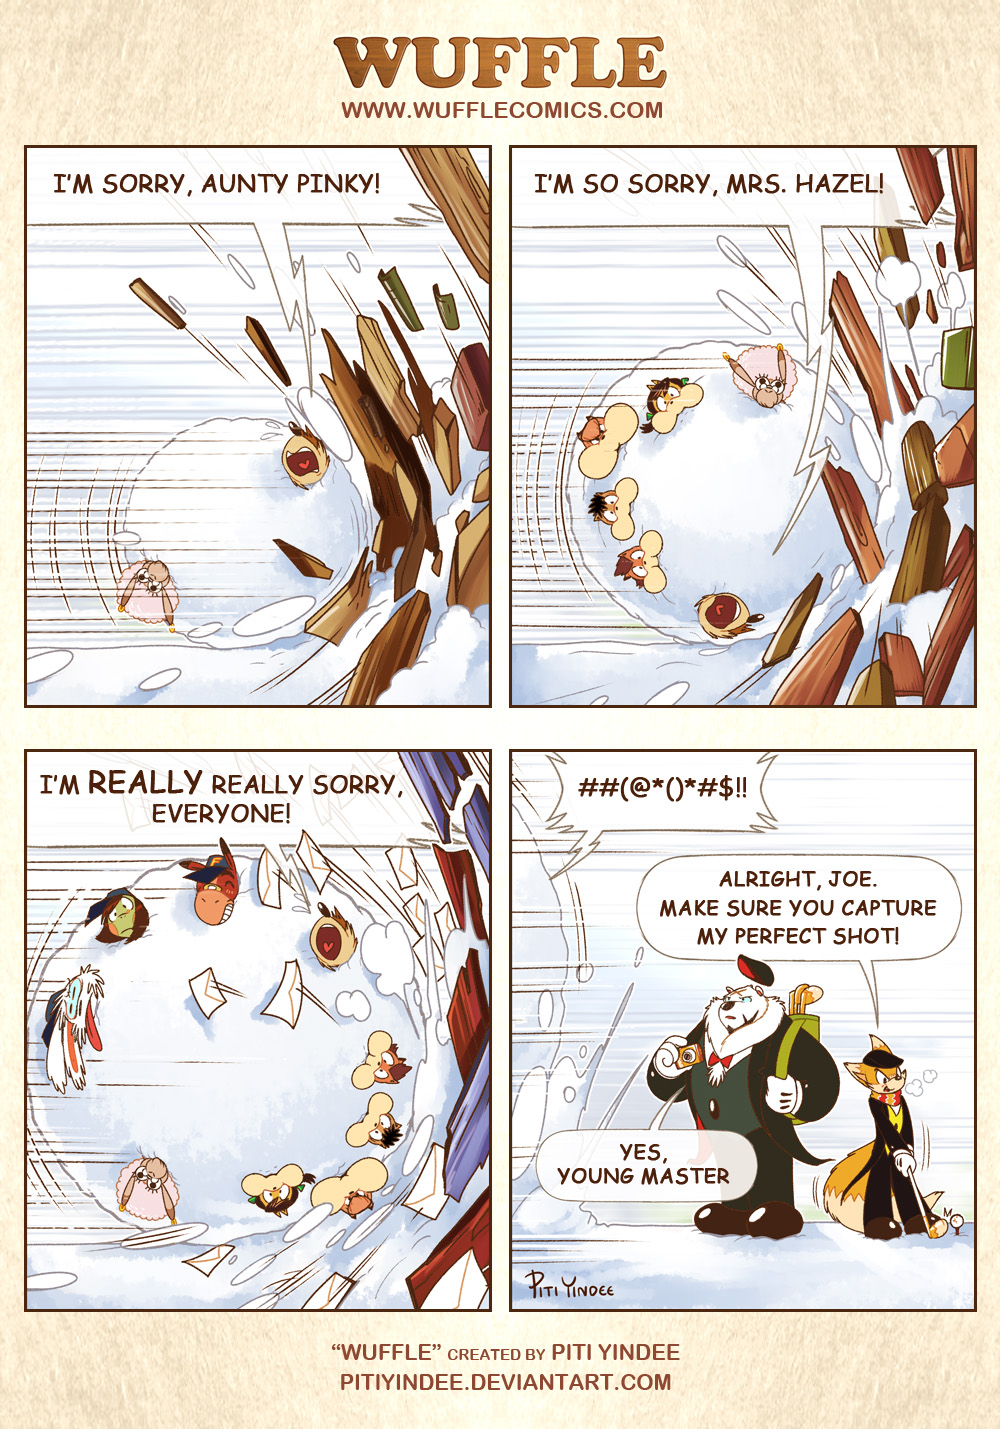 WUFFLE
WWW.WUFFLECOMICS.COM
I'M SORRY, AUNTY PINKY!
I'M SO SORRY, MRS. HAZEL!
I'M REALLY REALLY SORRY,
EVERYONE!
F
##(@*()*#$!!
ALRIGHT, JOE.
MAKE SURE YOU CAPTURE
MY PERFECT SHOT!
YES,
YOUNG MASTER
PITI YINDEE
“WUFFLE” CREATED BY PITI YINDEE
PITIYINDEE.DEVIANTART.COM